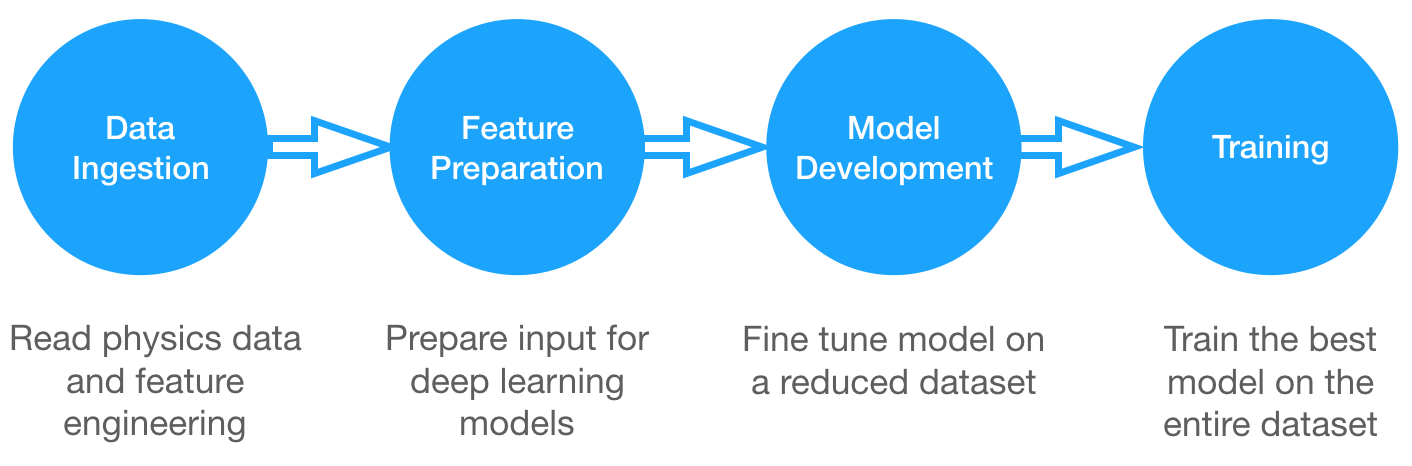 Data
Ingestion
Feature
Preparation
Model
Development
Training
Read physics data
and feature
engineering
Prepare input for
deep learning
models
Fine tune model on
a reduced dataset
Train the best
model on the
entire dataset